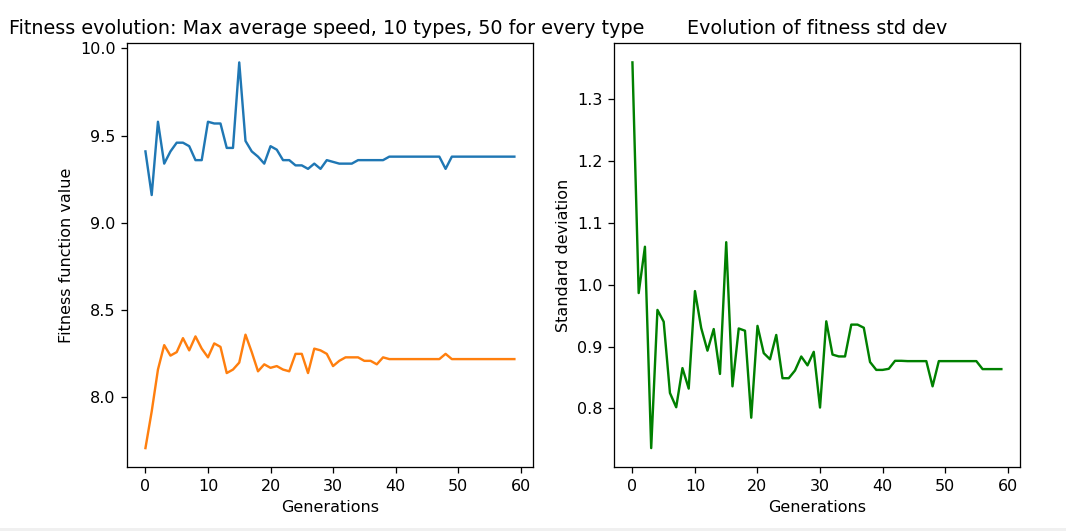 Fitness evolution: Max average speed, 10 types, 50 for every type
Fitness function value
10.0
9.5
9.0
8.5
8.0
0 10 20 30 40 50 60
Generations
Evolution of fitness std dev
Standard deviation
1.3
1.2
1.1
1.0
0.9
0.8
0 10 20 30 40 50 60
Generations